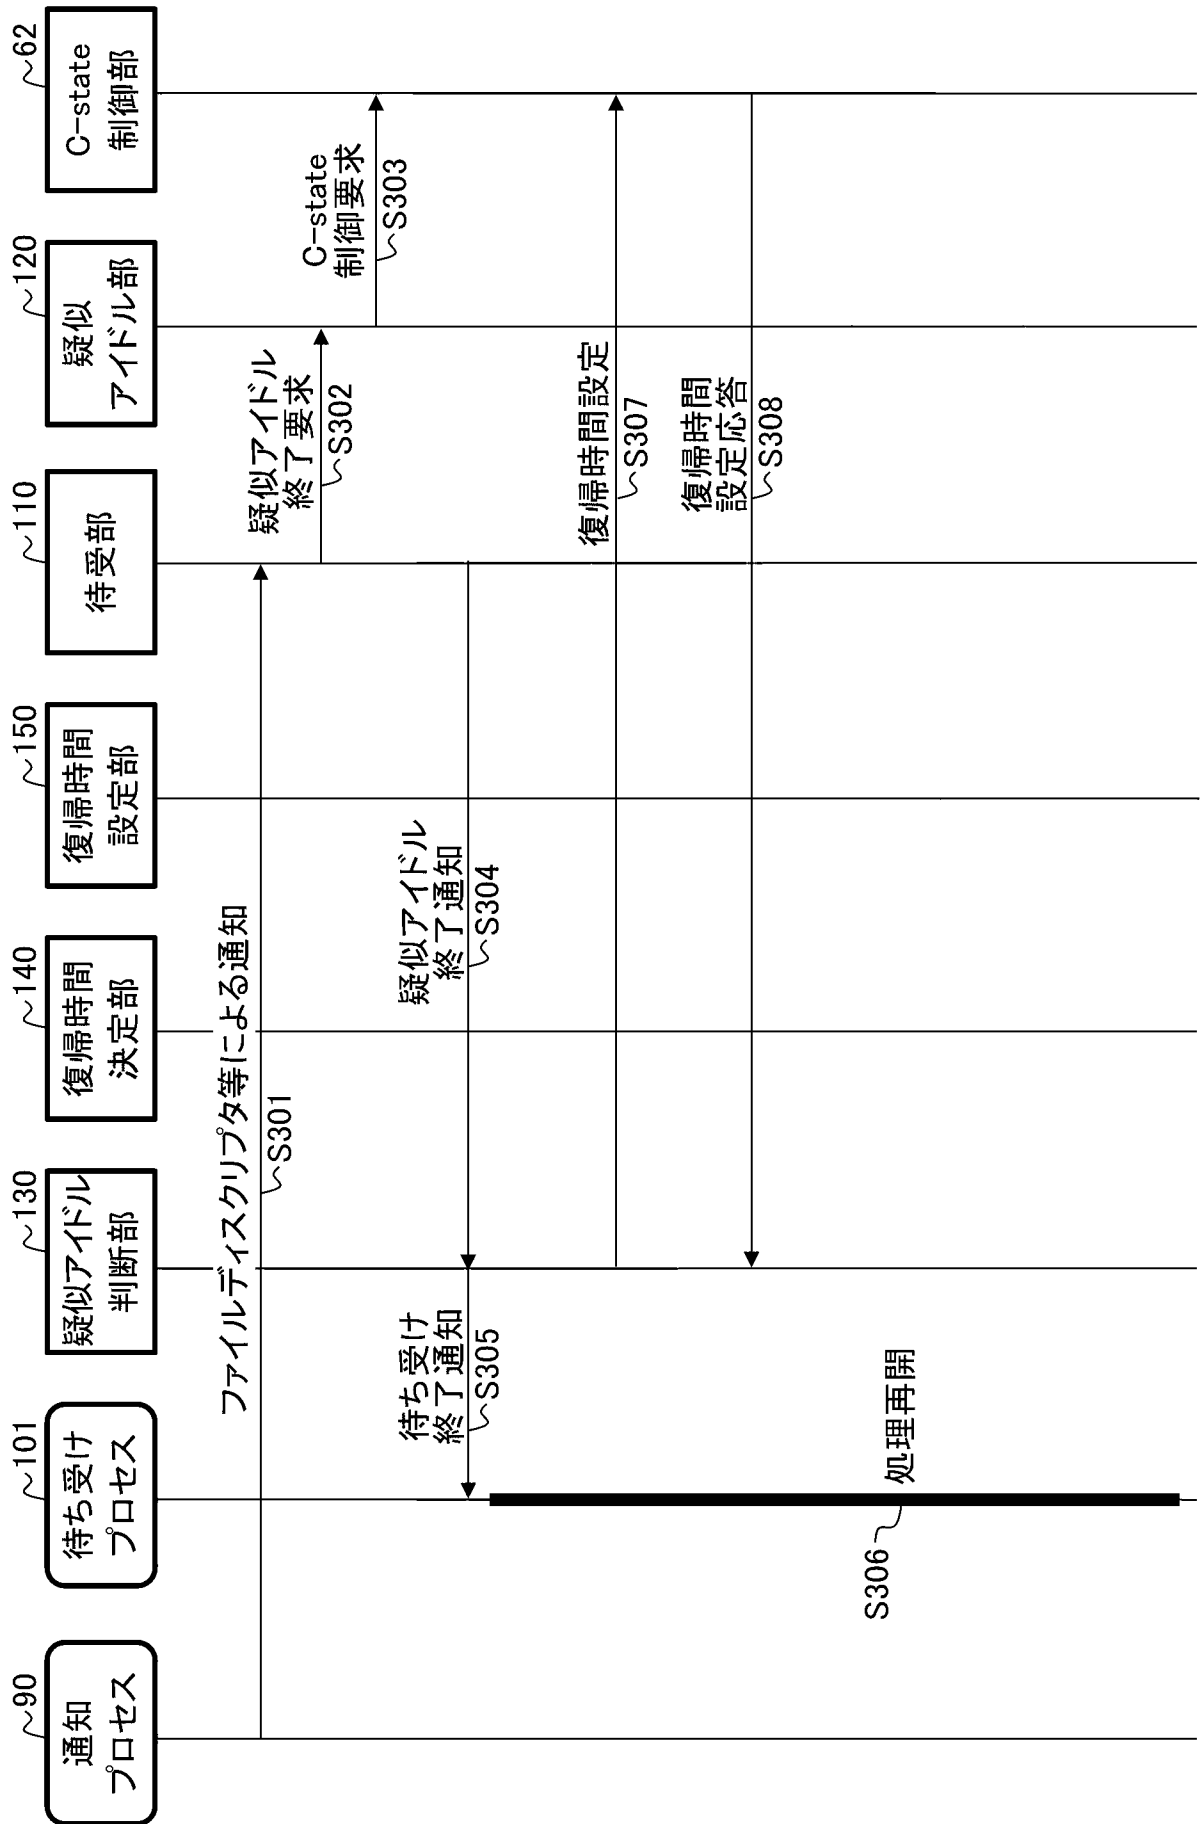 ~90
通知
プロセス
~101
待ち受け
プロセス
~130
疑似アイドル
判断部
~140
復帰時間
決定部
~150
復帰時間
設定部
~110
待受部
~120
疑似
アイドル部
~62
C-state
制御部
ファイルディスクリプタ等による通知
S301
疑似アイドル
終了要求
S302
C-state
制御要求
S303
疑似アイドル
終了通知
S304
待ち受け
終了通知
S305
S306
処理再開
復帰時間設定
S307
復帰時間
設定応答
S308